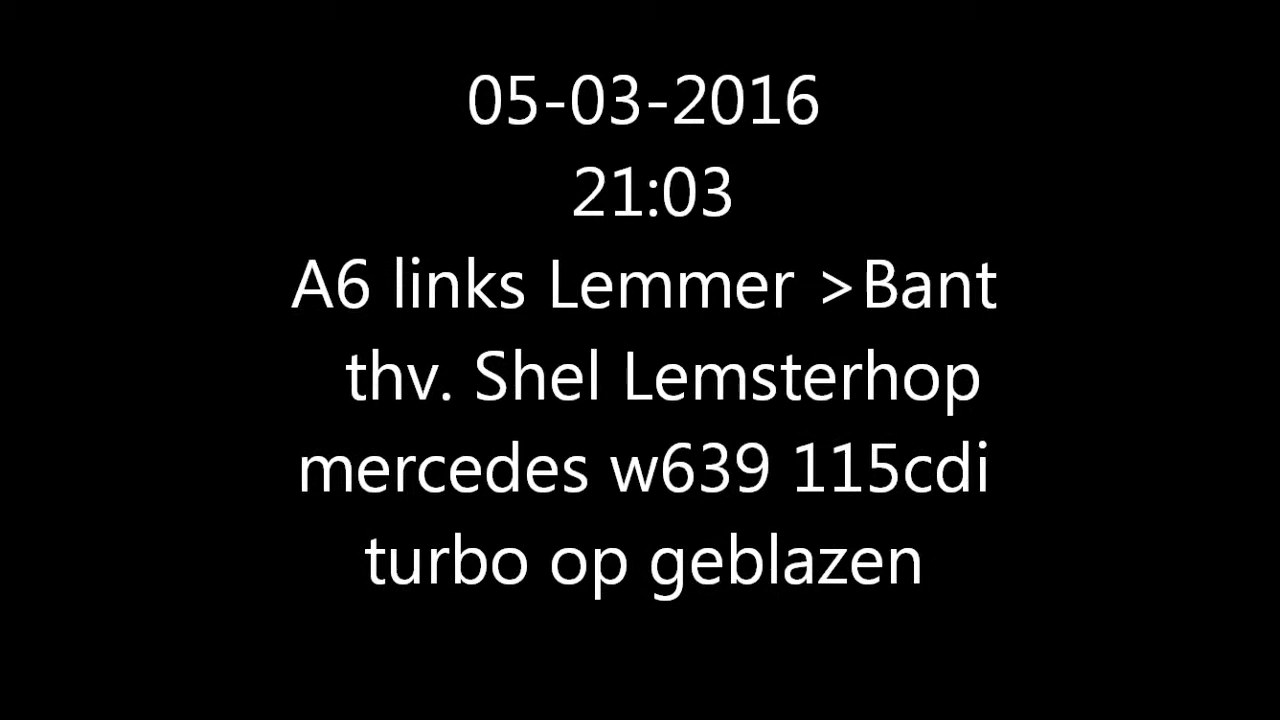 05-03-2016
21:03
A6 links Lemmer >Bant
thv. Shel Lemsterhop
mercedes w639 115cdi
turbo op geblazen